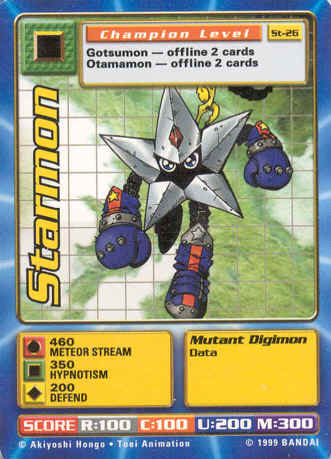 Champion Level
St-26
Gotsumon — offline 2 cards
Otamamon — offline 2 cards
Starmon
460
METEOR STREAM
350
HYPNOTISM
200
DEFEND
Mutant Digimon
Data
SCORE R:100 C:100 U:200 M:300
© Akiyoshi Hongo • Toei Animation © 1999 BANDAI